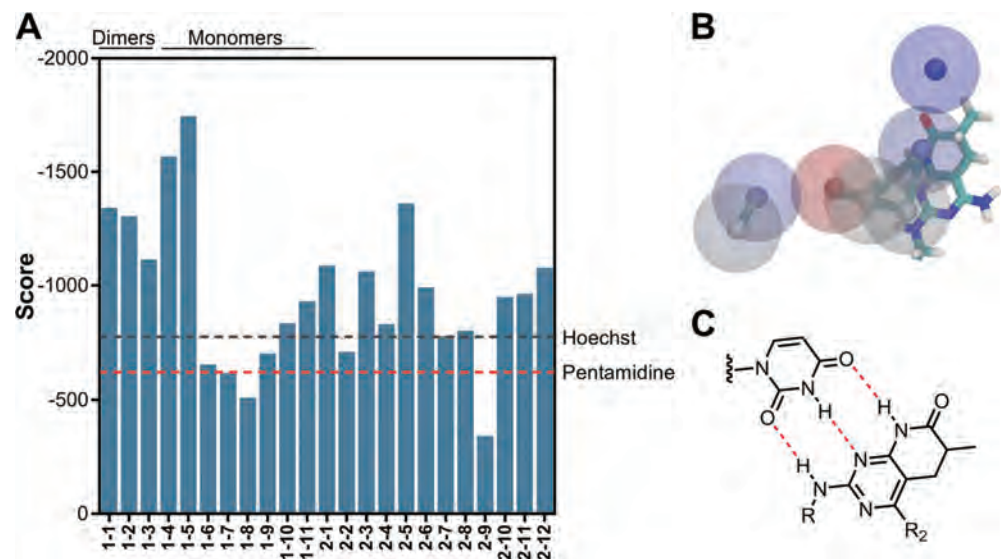 A
Dimers Monomers
Score
-2000
-1500
-1000
-500
0
Hoechst
Pentamidine
1-1
1-2
1-3
1-4
1-5
1-6
1-7
1-8
1-9
1-10
1-11
2-1
2-2
2-3
2-4
2-5
2-6
2-7
2-8
2-9
2-10
2-11
2-12
B
C
O
N
NH
O
H
H
N
O
H
N
N
R
N
R2